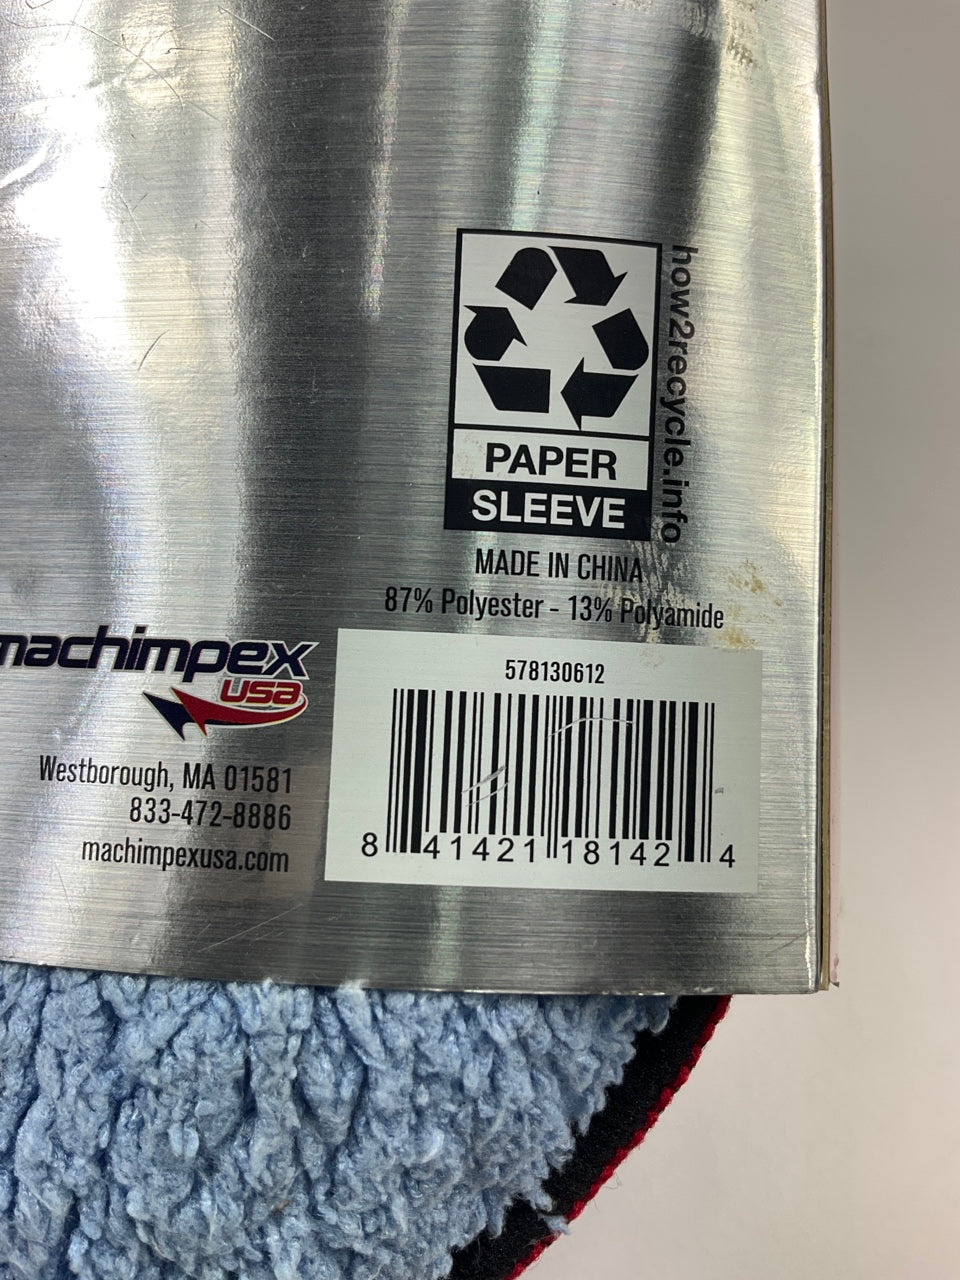 how2recycle.info
PAPER
SLEEVE
MADE IN CHINA
87% Polyester - 13% Polyamide
machimpex
usa
Westborough, MA 01581
833-472-8886
machimpexusa.com
578130612
8 41421 18142 4